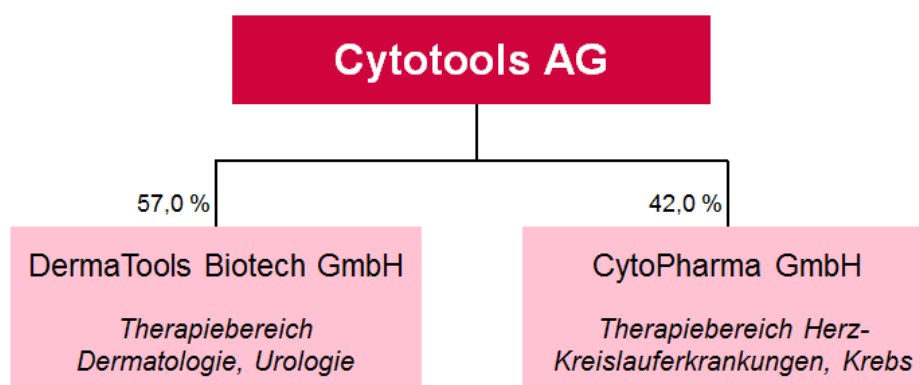 Cytotools AG
57,0 %
42,0 %
DermaTools Biotech GmbH
Therapiebereich
Dermatologie, Urologie
CytoPharma GmbH
Therapiebereich Herz-
Kreislauferkrankungen, Krebs